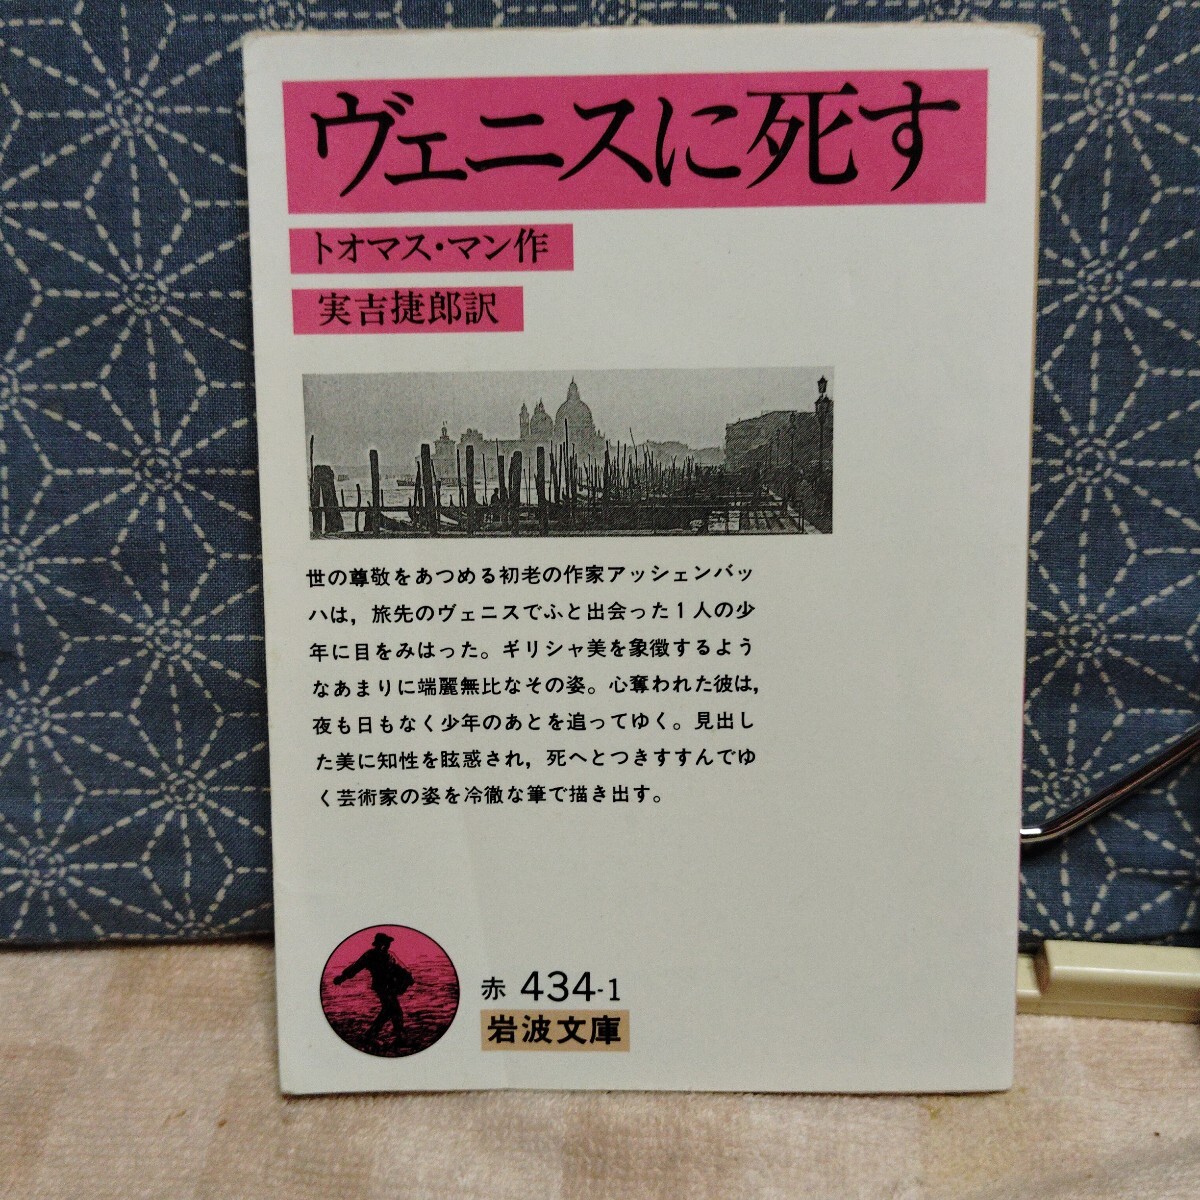 ヴェニスに死す
トオマス・マン作
実吉捷郎訳
世の尊敬をあつめる初老の作家アッシェンバッ
ハは，旅先のヴェニスでふと出会った1人の少
年に目をみはった。ギリシャ美を象徴するよう
なあまりに端麗無比なその姿。心奪われた彼は，
夜も日もなく少年のあとを追ってゆく。見出し
た美に知性を眩惑され，死へとつきすすんでゆ
く芸術家の姿を冷徹な筆で描き出す。
赤 434-1
岩波文庫